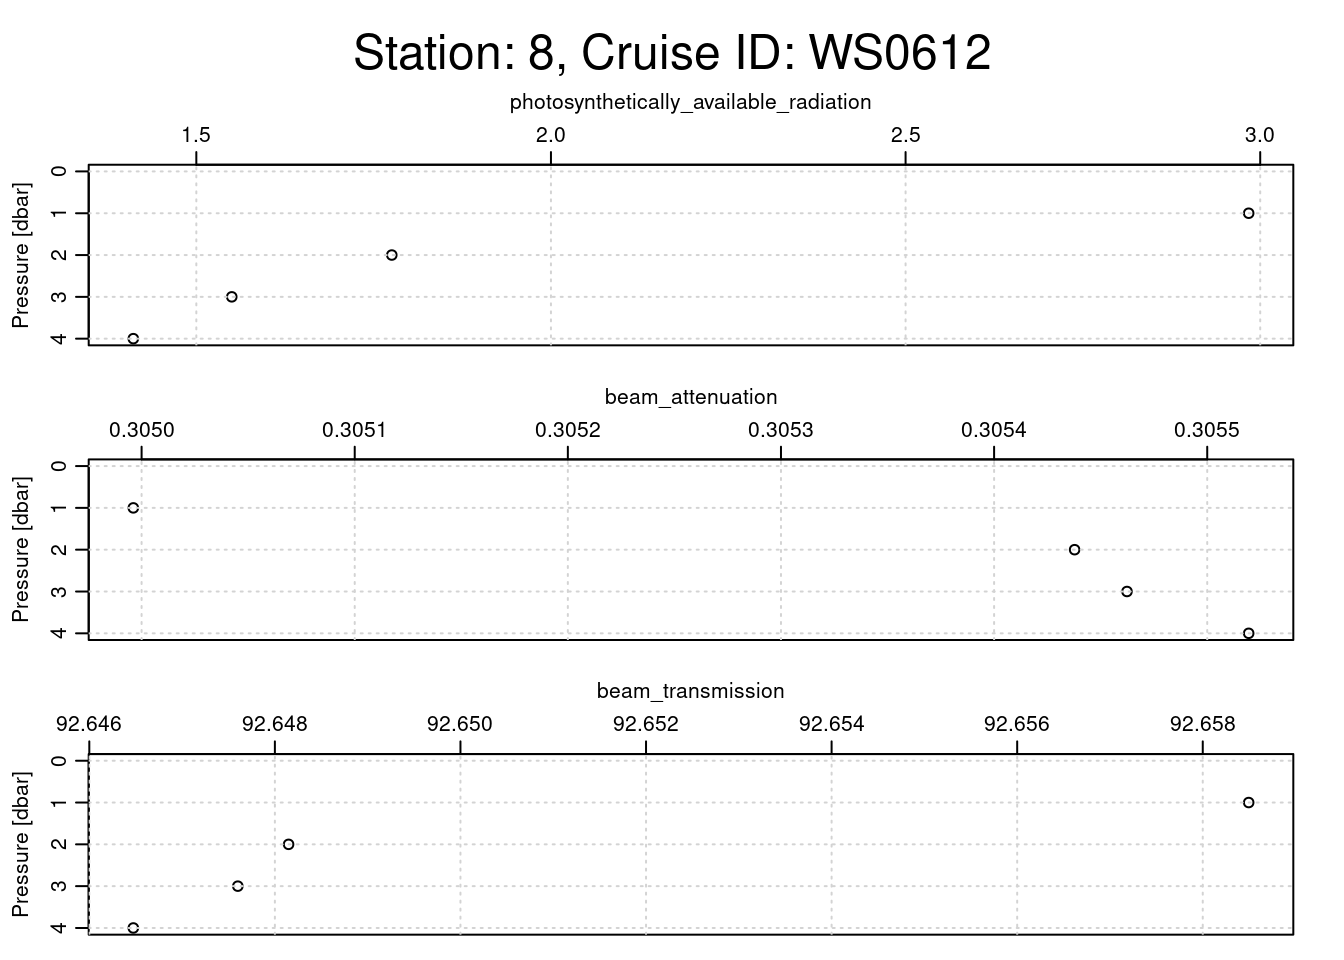 Station: 8, Cruise ID: WS0612
photosynthetically_available_radiation
1.5 2.0 2.5 3.0
Pressure [dbar]
0
1
2
3
4
beam_attenuation
0.3050 0.3051 0.3052 0.3053 0.3054 0.3055
Pressure [dbar]
0
1
2
3
4
beam_transmission
92.646 92.648 92.650 92.652 92.654 92.656 92.658
Pressure [dbar]
0
1
2
3
4